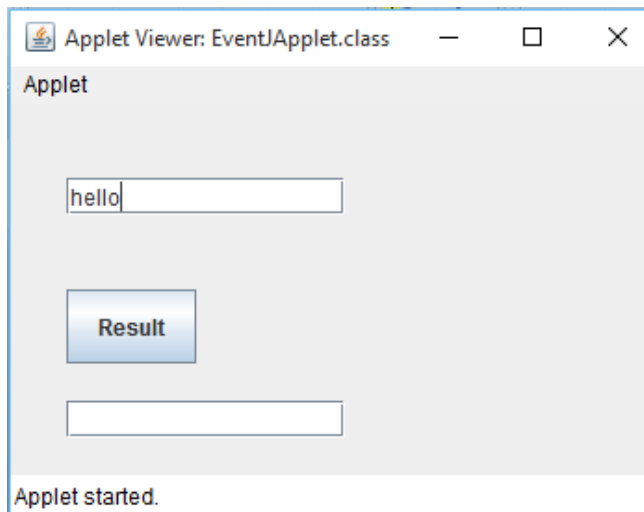 Applet Viewer: EventJApplet.class
Applet
hello
Result
Applet started.